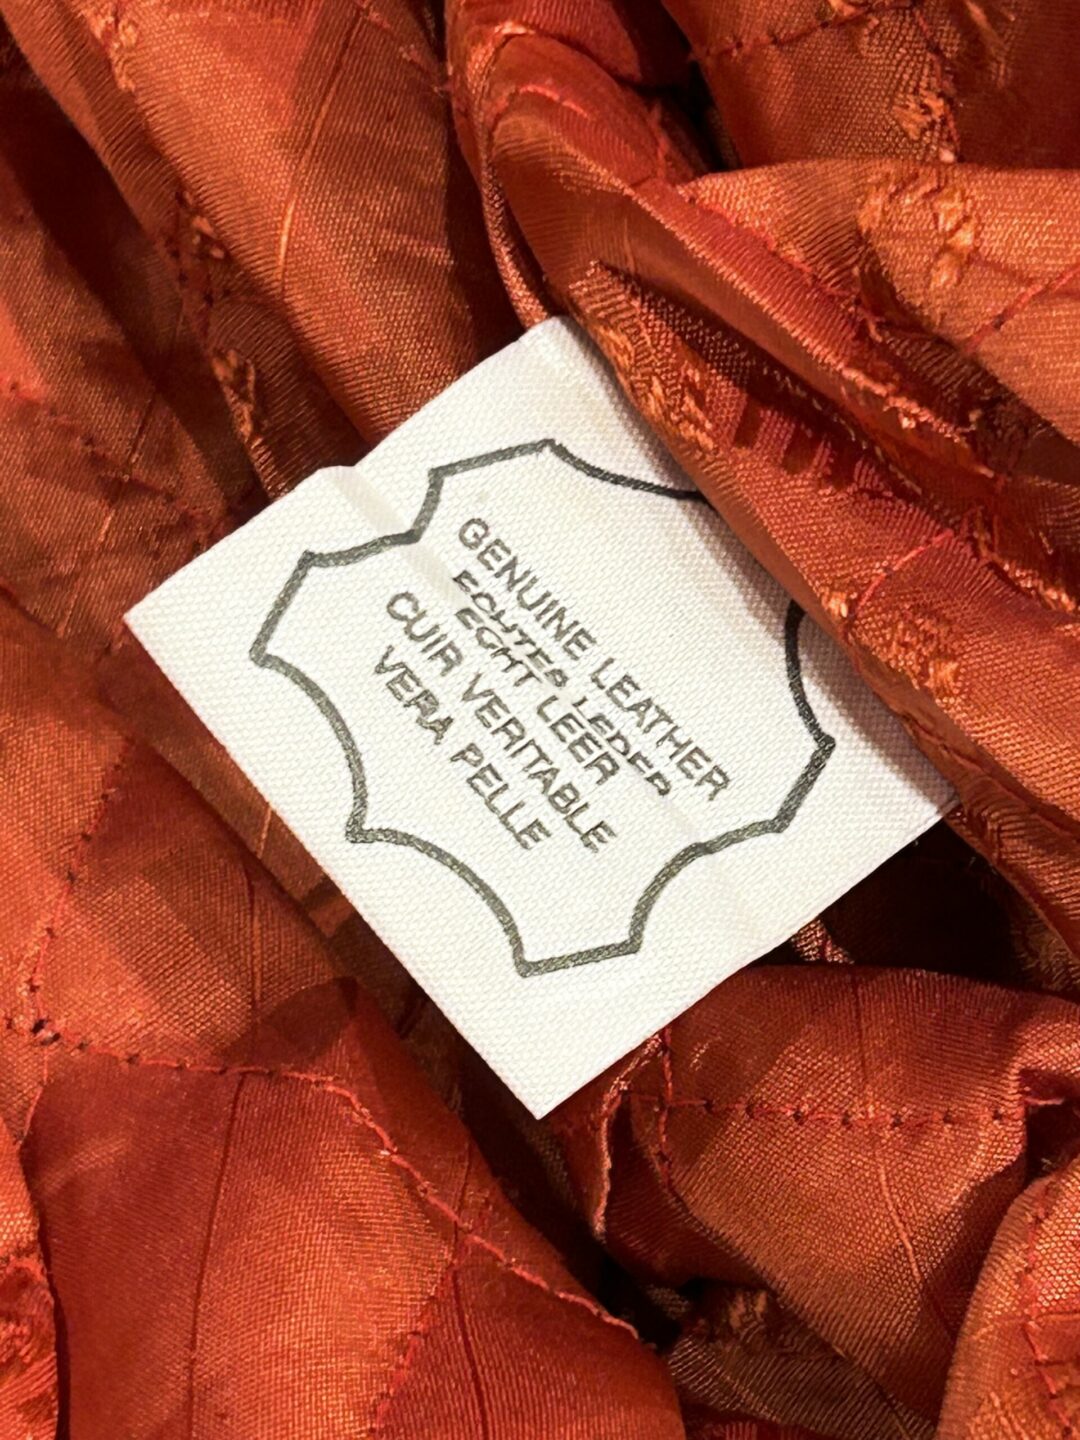 GENUINE LEATHER
ECHTES LEDER
ECHT LEER
CUIR VERITABLE
VERA PELLE